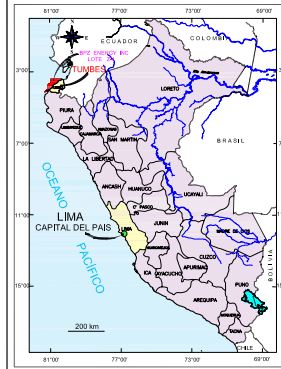 81°00'
77°00'
73°00'
69°00'
ECUADOR
COLOMBIA
BPZ ENERGY INC
LOTE Z-1
TUMBES
3°00'
LORETO
PIURA
LAMBAYEQUE
CAJAMARCA
AMAZONAS
SAN MARTIN
BRASIL
7°00'
LA LIBERTAD
ANCASH
HUANUCO
UCAYALI
OCEANO
PACÍFICO
11°00'
LIMA
CAPITAL DEL PAIS
Cº PASCO
LIMA
JUNIN
MADRE DE DIOS
HUANCAVELICA
CUZCO
ICA
AYACUCHO
APURIMAC
BOLIVIA
15°00'
PUNO
AREQUIPA
MOQUEGUA
TACNA
CHILE
200 km
81°00'
77°00'
73°00'
69°00'